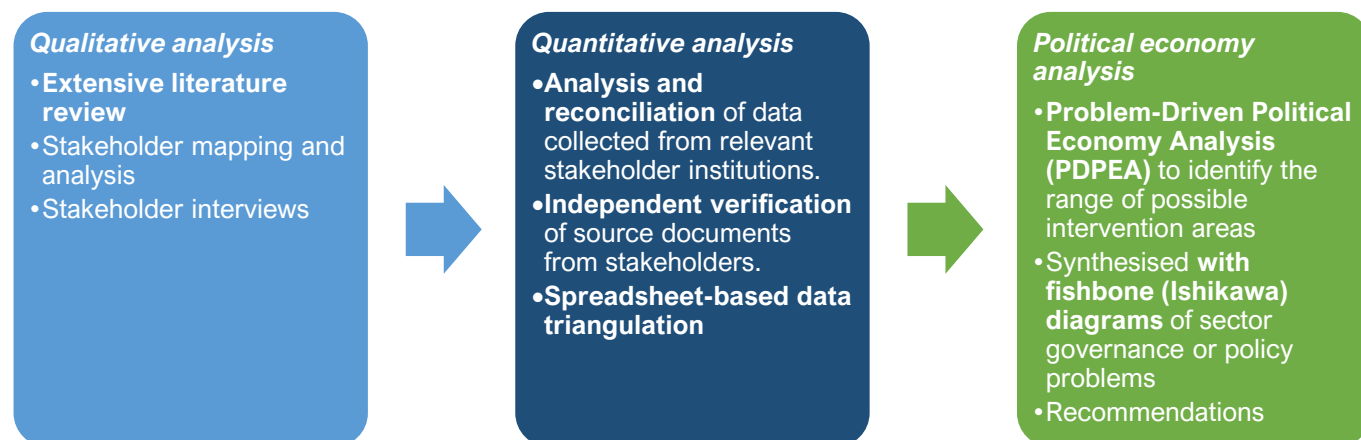 Qualitative analysis
•Extensive literature
review
•Stakeholder mapping and
analysis
•Stakeholder interviews
Quantitative analysis
•Analysis and
reconciliation of data
collected from relevant
stakeholder institutions.
•Independent verification
of source documents
from stakeholders.
•Spreadsheet-based data
triangulation
Political economy
analysis
•Problem-Driven Political
Economy Analysis
(PDPEA) to identify the
range of possible
intervention areas
•Synthesised with
fishbone (Ishikawa)
diagrams of sector
governance or policy
problems
•Recommendations